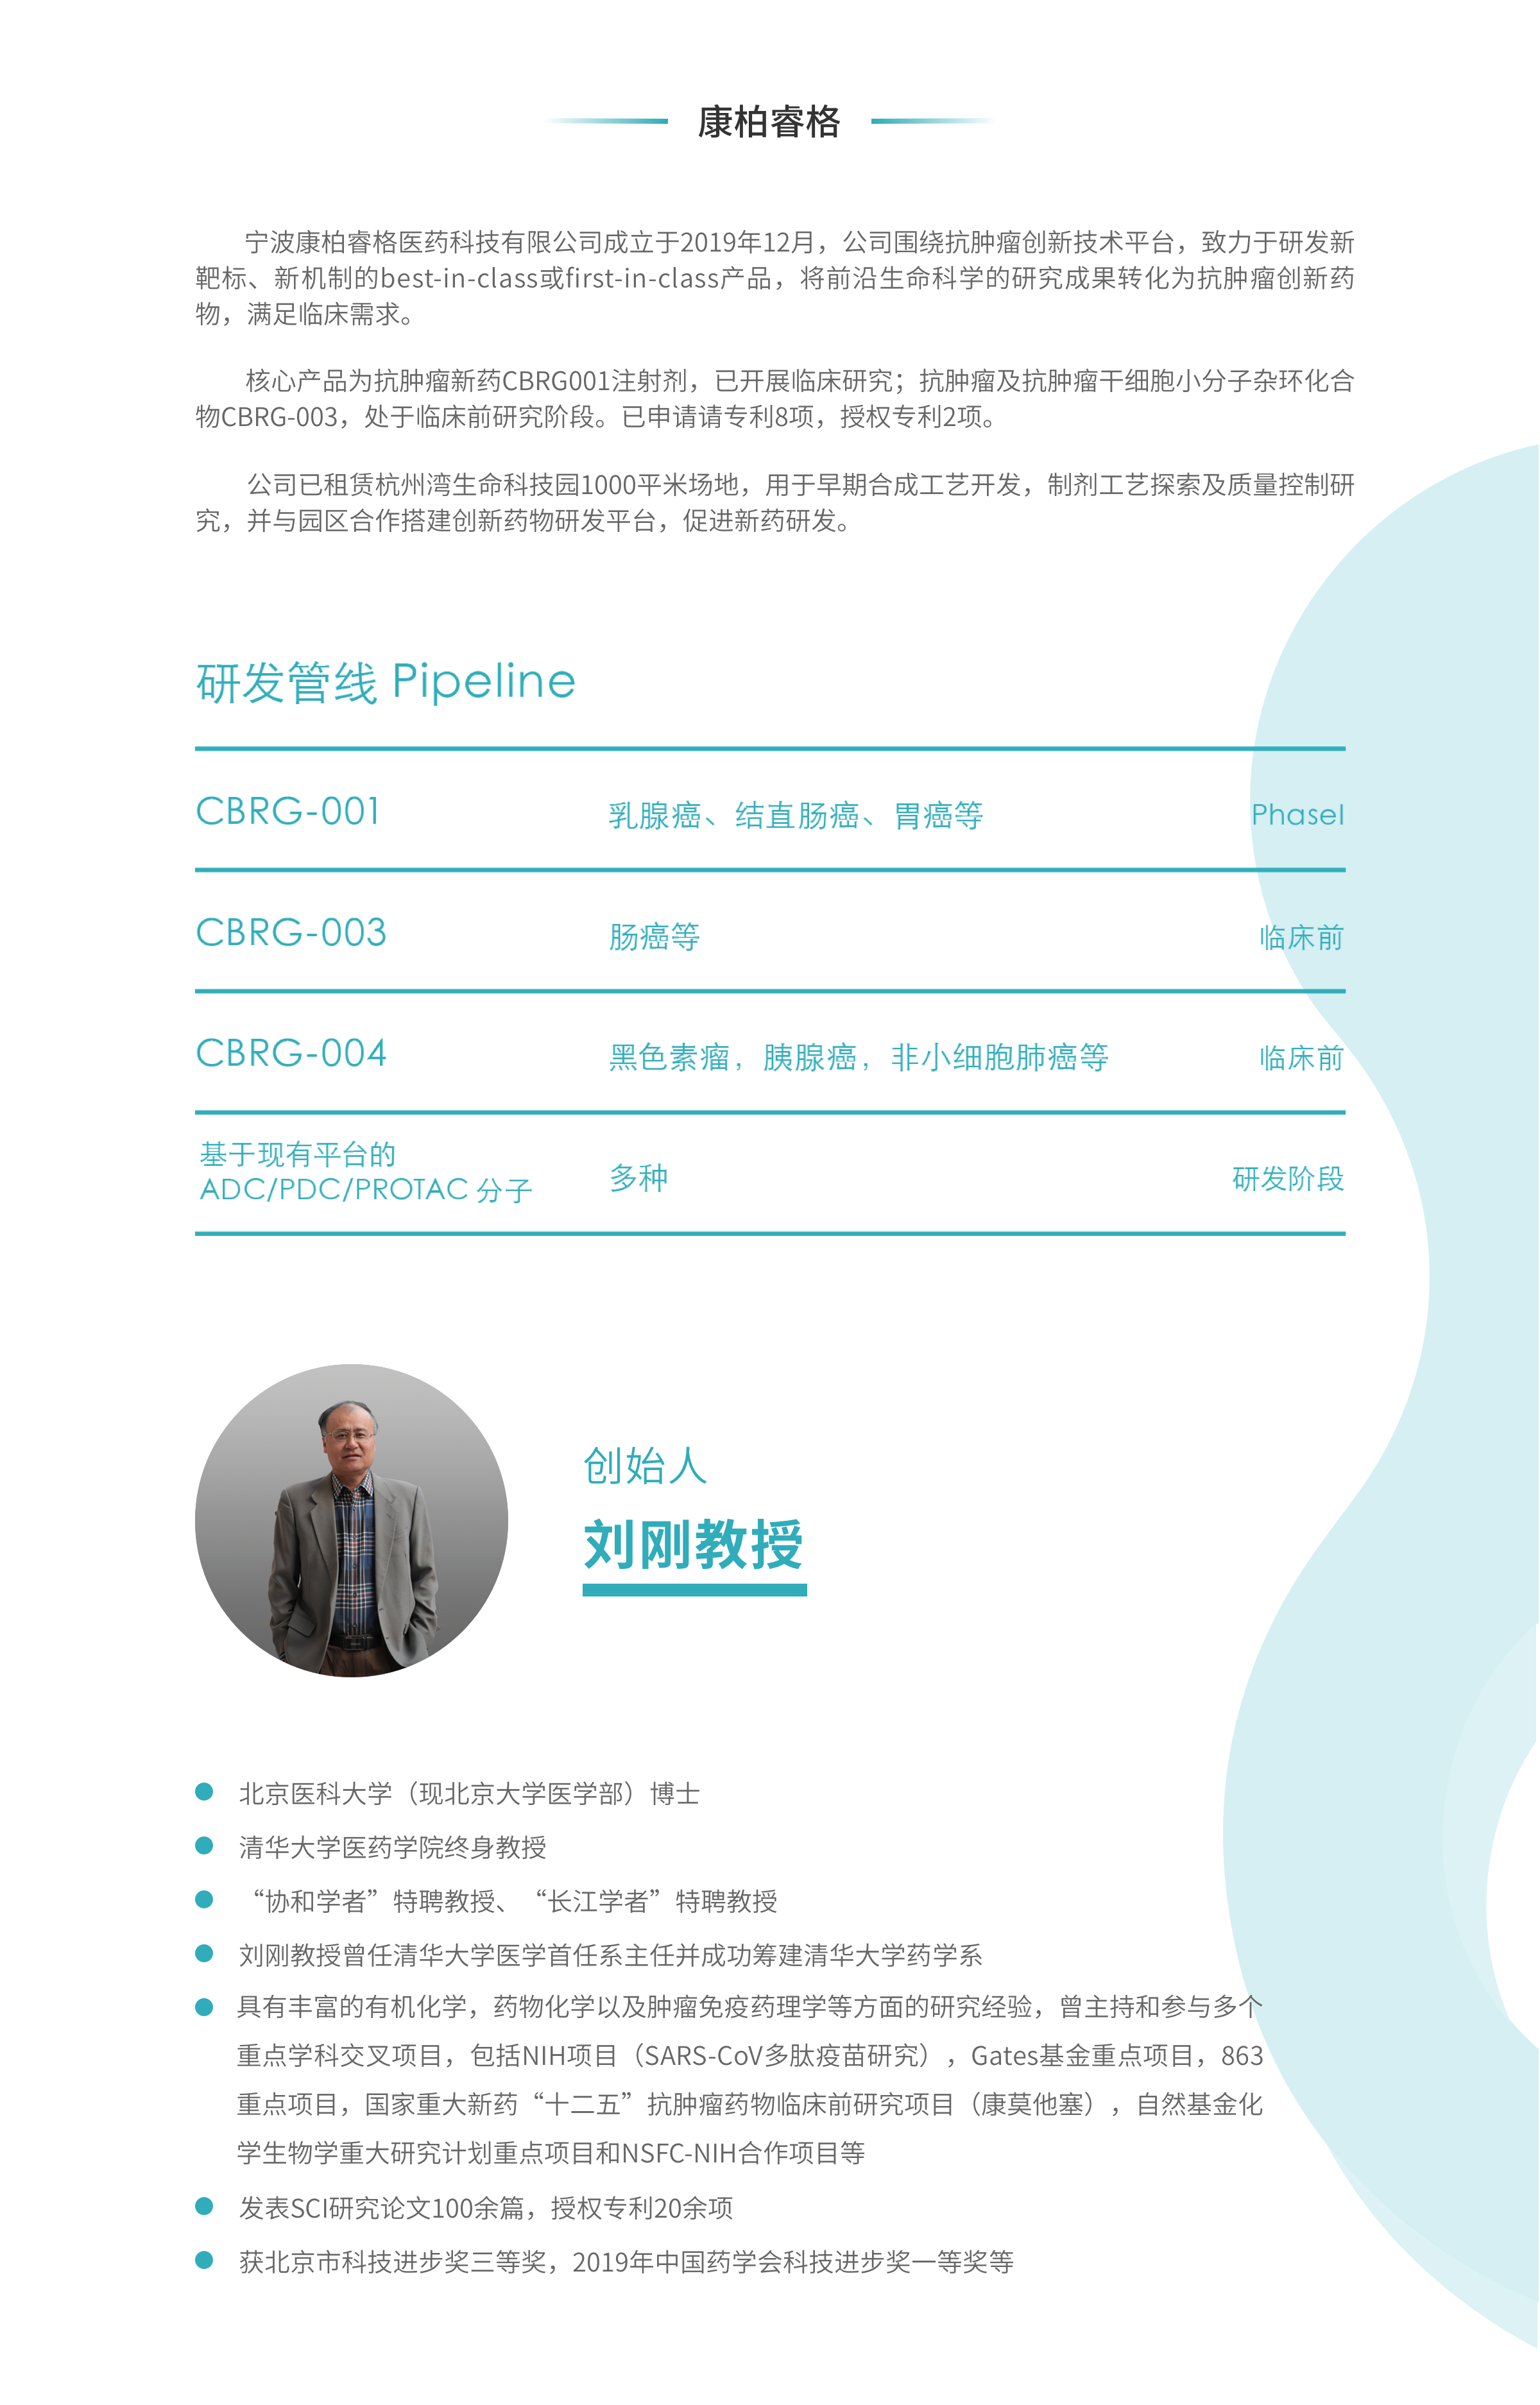 康柏睿格
宁波康柏睿格医药科技有限公司成立于2019年12月，公司围绕抗肿瘤创新技术平台，致力于研发新
靶标、新机制的best-in-class或first-in-class产品，将前沿生命科学的研究成果转化为抗肿瘤创新药
物，满足临床需求。
核心产品为抗肿瘤新药CBRG001注射剂，已开展临床研究；抗肿瘤及抗肿瘤干细胞小分子杂环化合
物CBRG-003，处于临床前研究阶段。已申请请专利8项，授权专利2项。
公司已租赁杭州湾生命科技园1000平米场地，用于早期合成工艺开发，制剂工艺探索及质量控制研
究，并与园区合作搭建创新药物研发平台，促进新药研发。
研发管线 Pipeline
CBRG-001 乳腺癌、结直肠癌、胃癌等 PhaseI
CBRG-003 肠癌等 临床前
CBRG-004 黑色素瘤，胰腺癌，非小细胞肺癌等 临床前
基于现有平台的
ADC/PDC/PROTAC 分子 多种 研发阶段
创始人
刘刚教授
北京医科大学（现北京大学医学部）博士
清华大学医药学院终身教授
“协和学者”特聘教授、“长江学者”特聘教授
刘刚教授曾任清华大学医学首任系主任并成功筹建清华大学药学系
具有丰富的有机化学，药物化学以及肿瘤免疫药理学等方面的研究经验，曾主持和参与多个
重点学科交叉项目，包括NIH项目（SARS-CoV多肽疫苗研究），Gates基金重点项目，863
重点项目，国家重大新药“十二五”抗肿瘤药物临床前研究项目（康莫他塞），自然基金化
学生物学重大研究计划重点项目和NSFC-NIH合作项目等
发表SCI研究论文100余篇，授权专利20余项
获北京市科技进步奖三等奖，2019年中国药学会科技进步奖一等奖等